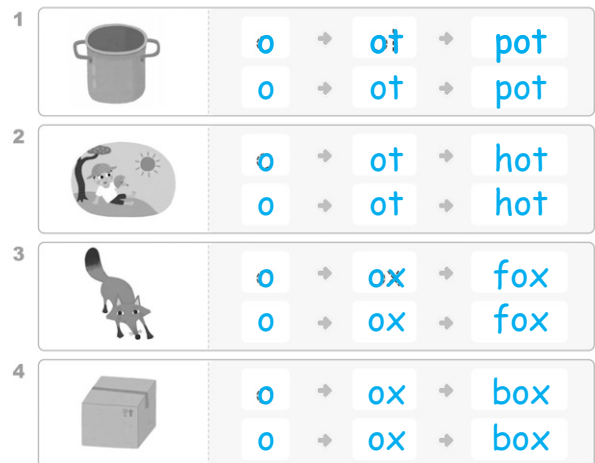 1
o → ot → pot
o → ot → pot
2
o → ot → hot
o → ot → hot
3
o → ox → fox
o → ox → fox
4
o → ox → box
o → ox → box